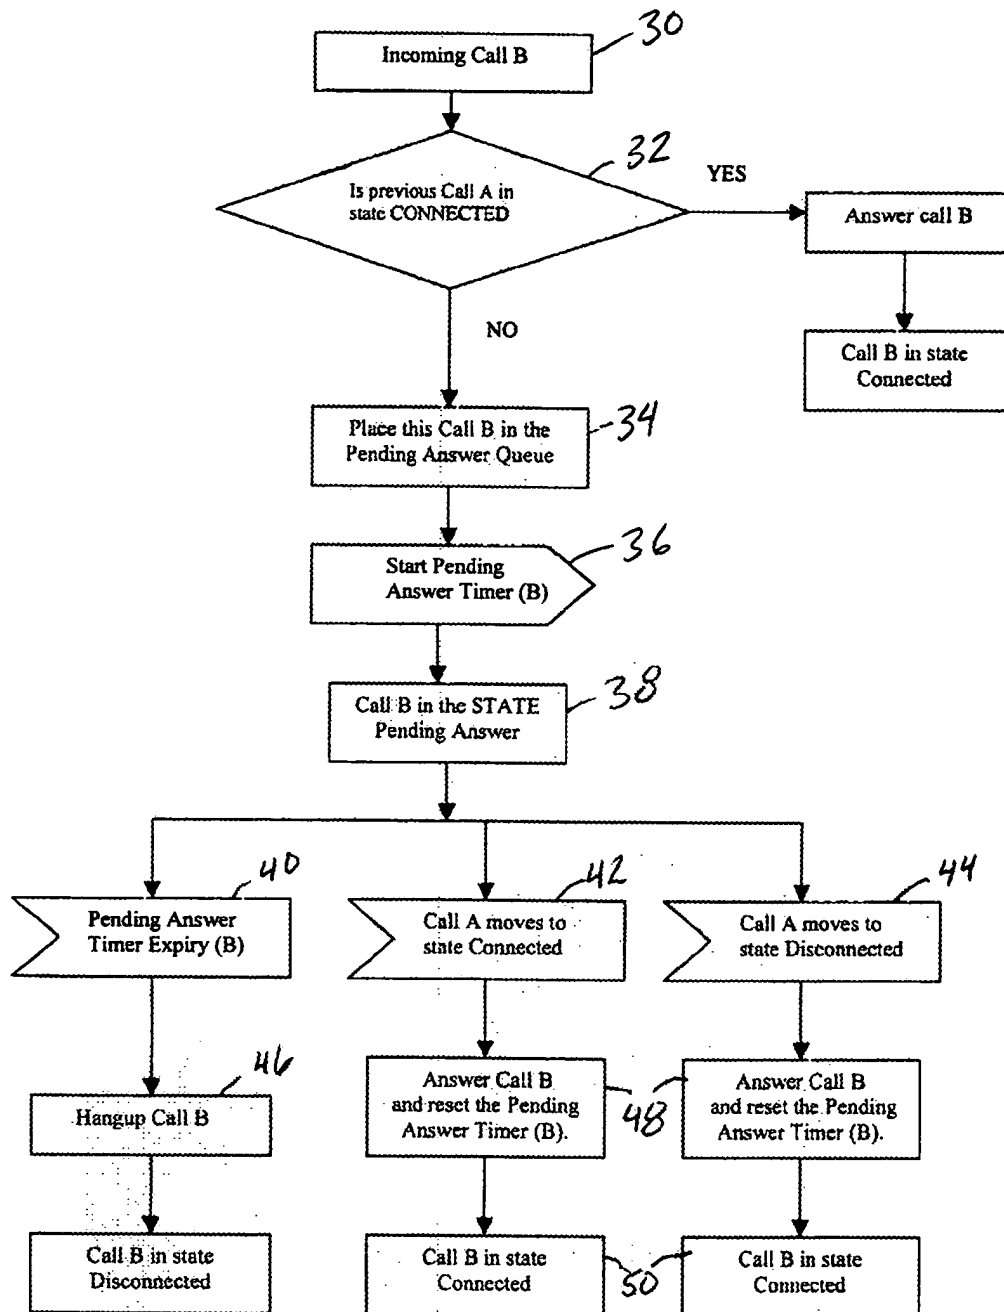 Incoming Call B
30
Is previous Call A in
state CONNECTED
32
YES
Answer call B
Call B in state
Connected
NO
Place this Call B in the
Pending Answer Queue
34
Start Pending
Answer Timer (B)
36
Call B in the STATE
Pending Answer
38
40
Pending Answer
Timer Expiry (B)
42
Call A moves to
state Connected
44
Call A moves to
state Disconnected
46
Hangup Call B
Answer Call B
and reset the Pending
Answer Timer (B).
48
Answer Call B
and reset the Pending
Answer Timer (B).
Call B in state
Disconnected
Call B in state
Connected
50
Call B in state
Connected